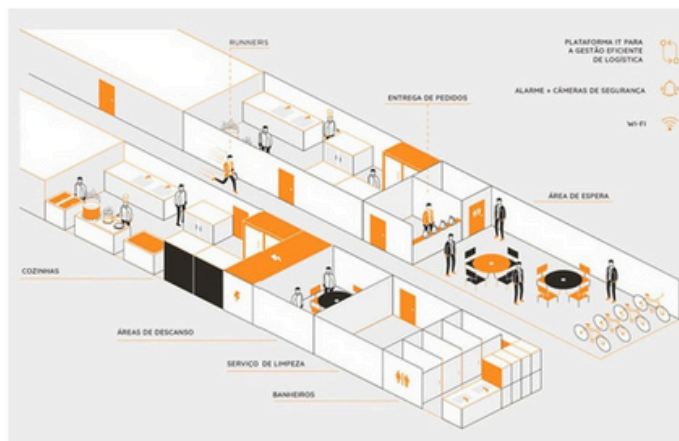 RUNNERS
PLATAFORMA IT PARA
A GESTÃO EFICIENTE
DE LOGÍSTICA
ENTREGA DE PEDIDOS
ALARME + CÂMERAS DE SEGURANÇA
WI-FI
ÁREA DE ESPERA
COZINHAS
ÁREAS DE DESCANSO
SERVIÇO DE LIMPEZA
BANHEIROS